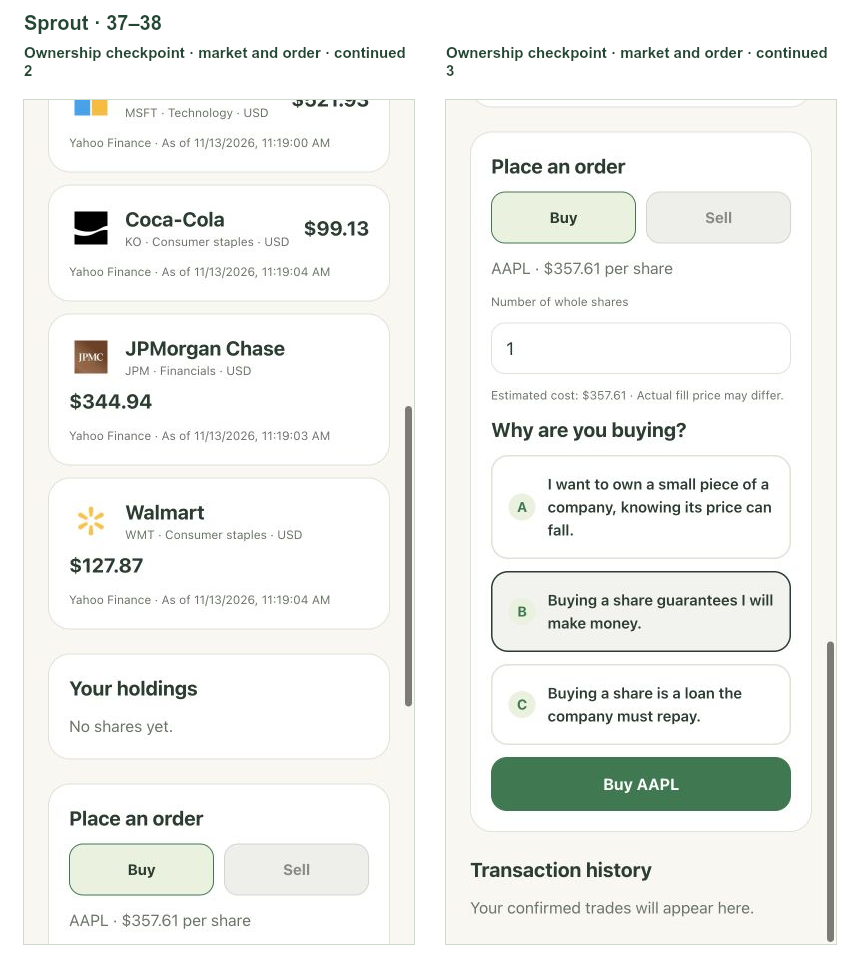 Sprout · 37–38
Ownership checkpoint · market and order · continued
2
MSFT · Technology · USD
$521.93
Yahoo Finance · As of 11/13/2026, 11:19:00 AM
Coca-Cola
KO · Consumer staples · USD
$99.13
Yahoo Finance · As of 11/13/2026, 11:19:04 AM
JPMC
JPMorgan Chase
JPM · Financials · USD
$344.94
Yahoo Finance · As of 11/13/2026, 11:19:03 AM
Walmart
WMT · Consumer staples · USD
$127.87
Yahoo Finance · As of 11/13/2026, 11:19:04 AM
Your holdings
No shares yet.
Place an order
Buy
Sell
AAPL · $357.61 per share
Ownership checkpoint · market and order · continued
3
Place an order
Buy
Sell
AAPL · $357.61 per share
Number of whole shares
1
Estimated cost: $357.61 · Actual fill price may differ.
Why are you buying?
A
I want to own a small piece of a
company, knowing its price can
fall.
B
Buying a share guarantees I will
make money.
C
Buying a share is a loan the
company must repay.
Buy AAPL
Transaction history
Your confirmed trades will appear here.